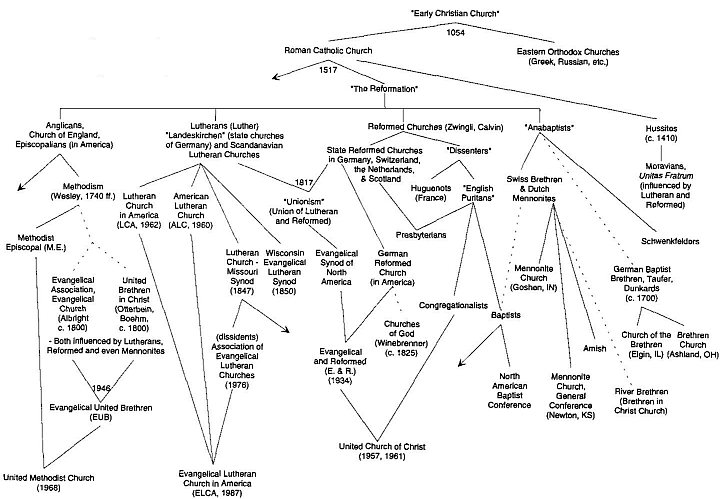 "Early Christian Church"
1054
Roman Catholic Church
Eastern Orthodox Churches
(Greek, Russian, etc.)
1517
"The Reformation"
Anglicans,
Church of England,
Episcopalians (in America)
Lutherans (Luther)
"Landeskirchen" (state churches
of Germany) and Scandanavian
Lutheran Churches
Reformed Churches (Zwingli, Calvin)
"Anabaptists"
Hussites
(c. 1410)
State Reformed Churches
in Germany, Switzerland,
the Netherlands,
& Scotland
"Dissenters"
Moravians,
Unitas Fratrum
(influenced by
Lutheran and
Reformed)
Methodism
(Wesley, 1740 ff.)
Lutheran
Church
in America
(LCA, 1962)
American
Lutheran
Church
(ALC, 1960)
1817
"Unionism"
(Union of Lutheran
and Reformed)
Huguenots
(France)
"English
Puritans"
Swiss Brethren
& Dutch
Mennonites
Methodist
Episcopal (M.E.)
Presbyterians
Schwenkfelders
Lutheran
Church -
Missouri
Synod
(1847)
Wisconsin
Evangelical
Lutheran
Synod
(1850)
Evangelical
Synod of
North
America
German
Reformed
Church
(in America)
Mennonite
Church
(Goshen, IN)
German Baptist
Brethren, Taufer,
Dunkards
(c. 1700)
Evangelical
Association,
Evangelical
Church
(Albright
c. 1800)
United
Brethren
in Christ
(Otterbein,
Boehm,
c. 1800)
- Both influenced by Lutherans,
Reformed and even Mennonites
Congregationalists
Baptists
Churches
of God
(Winebrenner)
c. 1825)
(dissidents)
Association of
Evangelical
Lutheran
Churches
(1976)
Evangelical
and Reformed
(E. & R.)
(1934)
Amish
Church of the
Brethren
(Elgin, IL)
Brethren
Church
(Ashland, OH)
North
American
Baptist
Conference
Mennonite
Church,
General
Conference
(Newton, KS)
River Brethren
(Brethren in
Christ Church)
1946
Evangelical United Brethren
(EUB)
United Church of Christ
(1957, 1961)
United Methodist Church
(1968)
Evangelical Lutheran
Church in America
(ELCA, 1987)